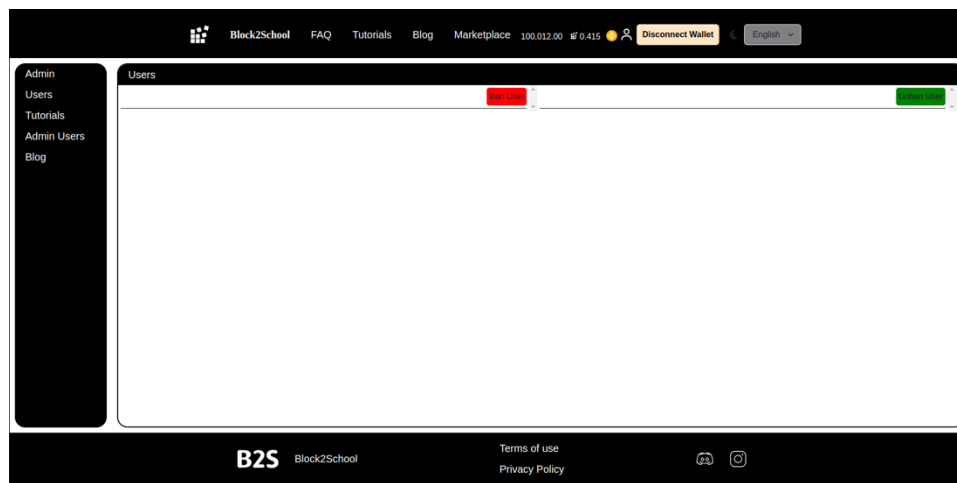 Block2School FAQ Tutorials Blog Marketplace 100,012.00 0.415 Disconnect Wallet English
Admin
Users
Tutorials
Admin Users
Blog
Users
Ban User Unban User
B2S Block2School
Terms of use
Privacy Policy